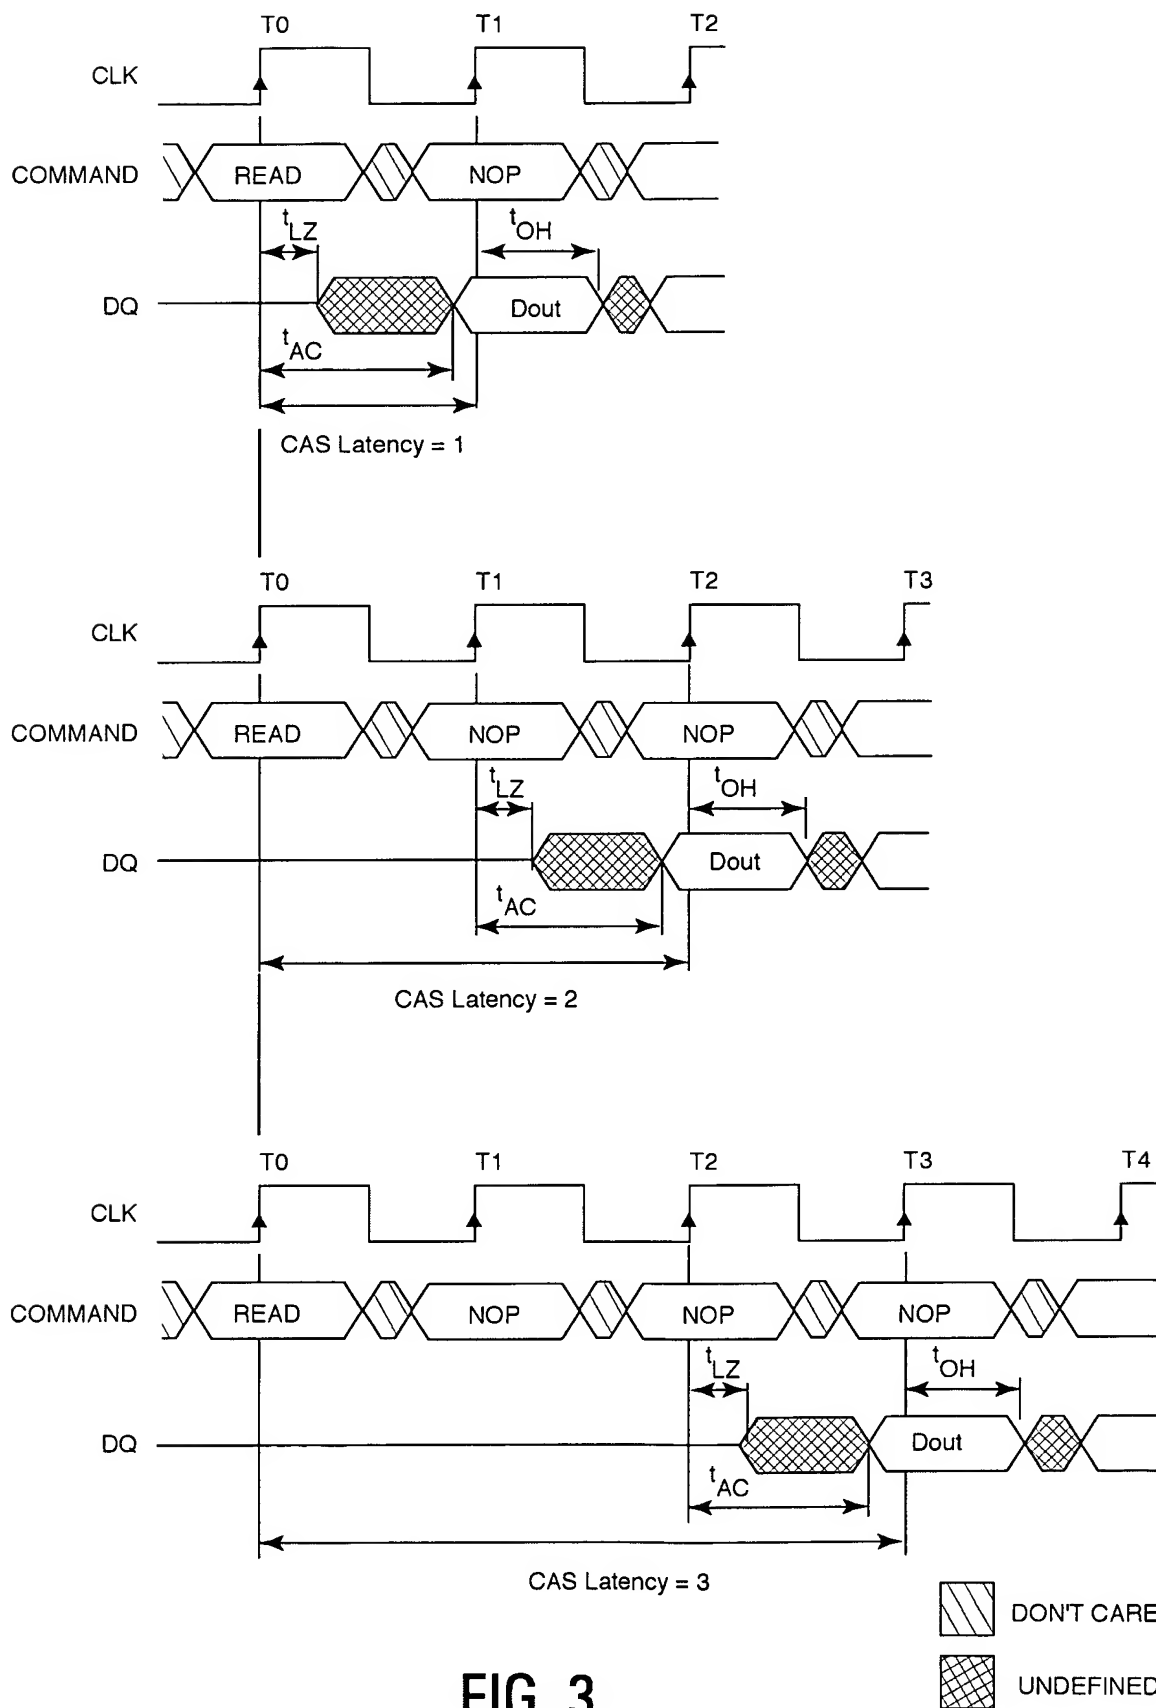 T0 T1 T2
CLK
COMMAND READ NOP
tLZ tOH
DQ Dout
tAC
CAS Latency = 1
T0 T1 T2 T3
CLK
COMMAND READ NOP NOP
tLZ tOH
DQ Dout
tAC
CAS Latency = 2
T0 T1 T2 T3 T4
CLK
COMMAND READ NOP NOP NOP
tLZ tOH
DQ Dout
tAC
CAS Latency = 3
DON'T CARE
UNDEFINED
FIG. 3